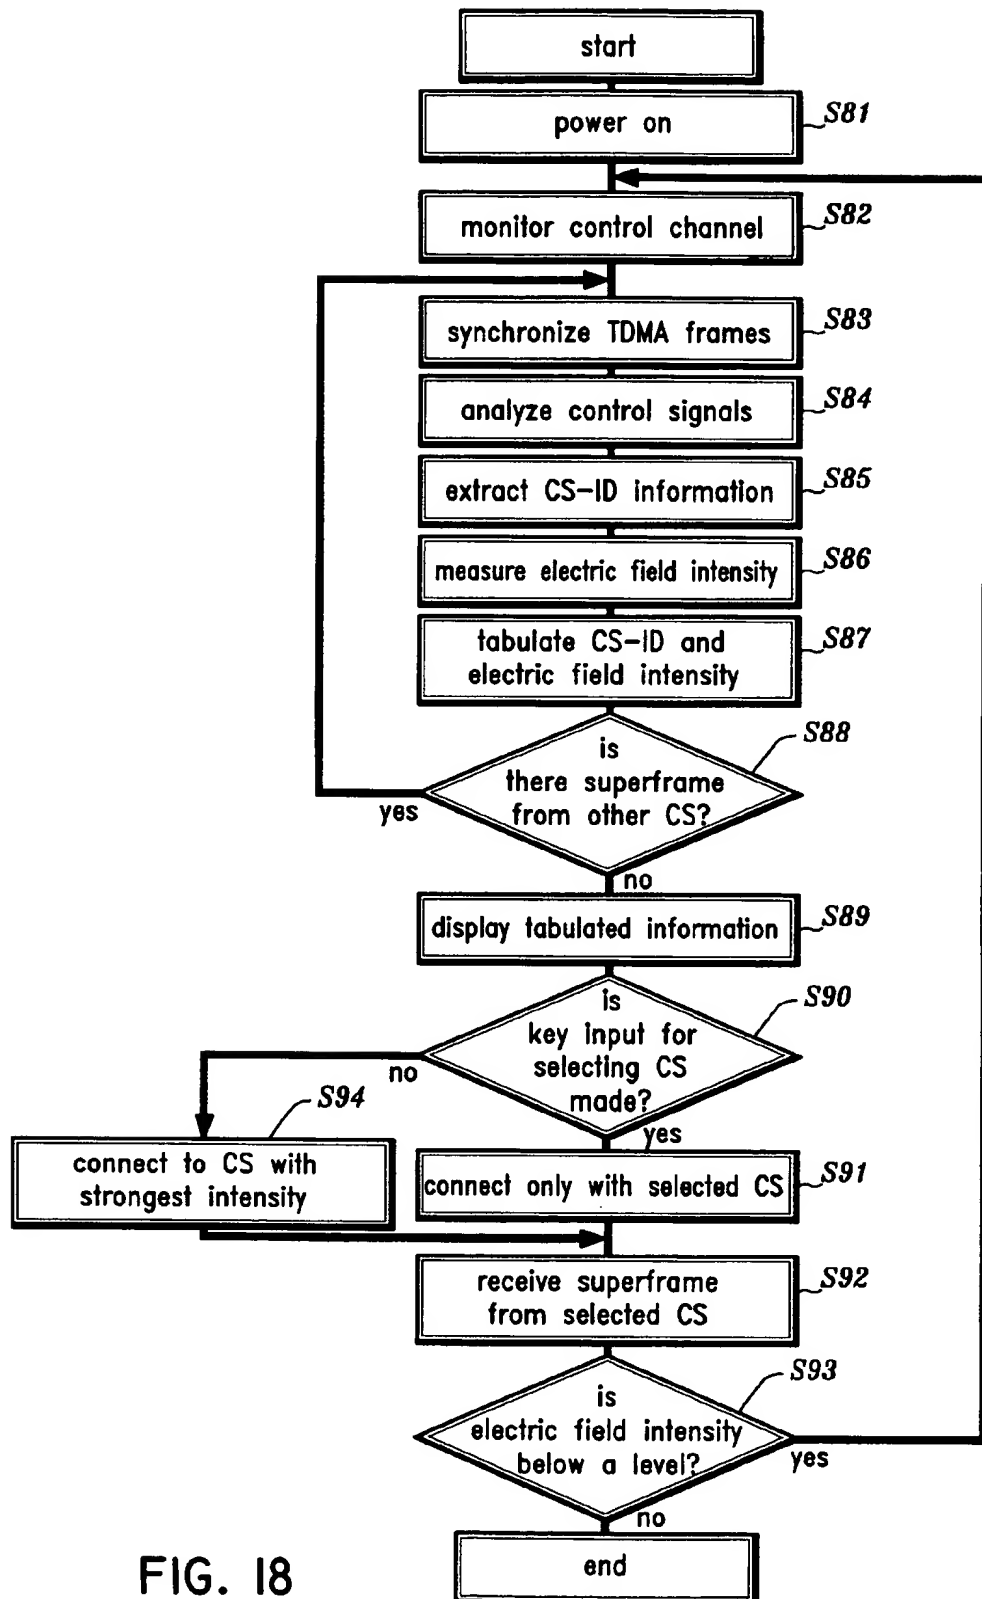 start
power on
S81
monitor control channel
S82
synchronize TDMA frames
S83
analyze control signals
S84
extract CS-ID information
S85
measure electric field intensity
S86
tabulate CS-ID and
electric field intensity
S87
is
there superframe
from other CS?
S88
yes
no
display tabulated information
S89
is
key input for
selecting CS
made?
S90
no
yes
connect to CS with
strongest intensity
S94
connect only with selected CS
S91
receive superframe
from selected CS
S92
is
electric field intensity
below a level?
S93
yes
no
end
FIG. 18